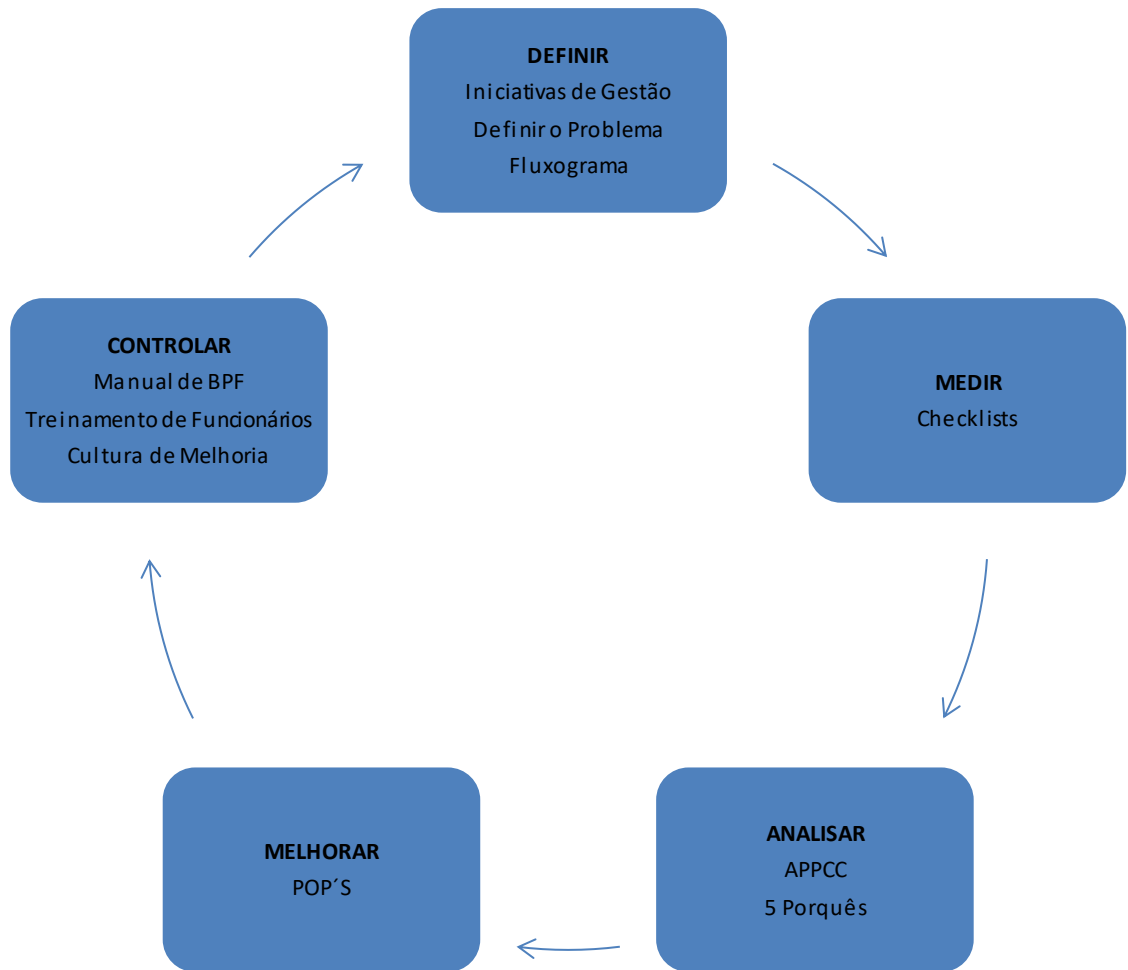 DEFINIR
Iniciativas de Gestão
Definir o Problema
Fluxograma
MEDIR
Checklists
ANALISAR
APPCC
5 Porquês
MELHORAR
POP´S
CONTROLAR
Manual de BPF
Treinamento de Funcionários
Cultura de Melhoria